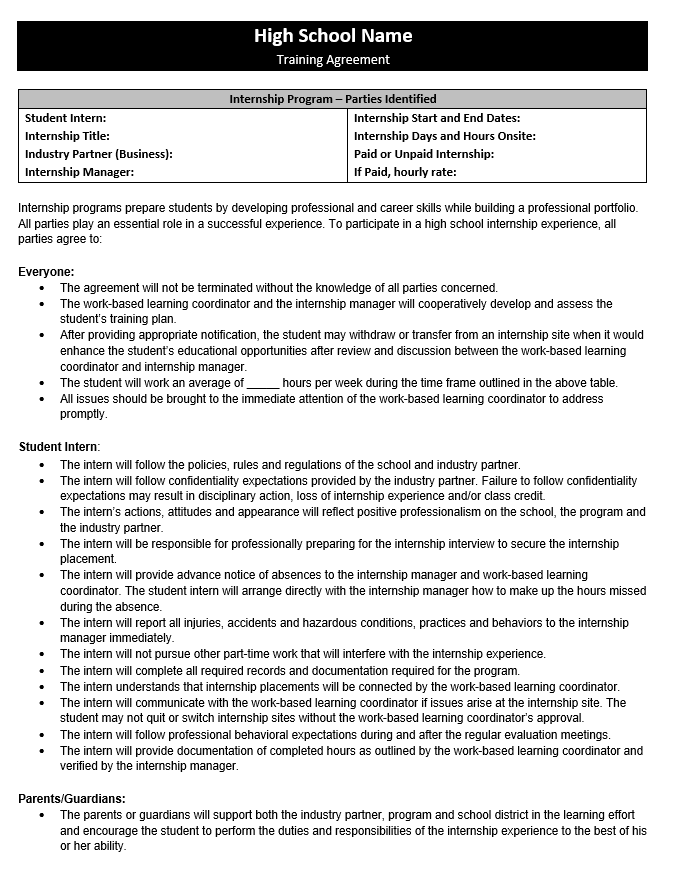 High School Name
Training Agreement
Internship Program – Parties Identified
Student Intern:
Internship Title:
Industry Partner (Business):
Internship Manager:
Internship Start and End Dates:
Internship Days and Hours Onsite:
Paid or Unpaid Internship:
If Paid, hourly rate:
Internship programs prepare students by developing professional and career skills while building a professional portfolio.
All parties play an essential role in a successful experience. To participate in a high school internship experience, all
parties agree to:
Everyone:
• The agreement will not be terminated without the knowledge of all parties concerned.
• The work-based learning coordinator and the internship manager will cooperatively develop and assess the
student's training plan.
• After providing appropriate notification, the student may withdraw or transfer from an internship site when it would
enhance the student's educational opportunities after review and discussion between the work-based learning
coordinator and internship manager.
• The student will work an average of _____ hours per week during the time frame outlined in the above table.
• All issues should be brought to the immediate attention of the work-based learning coordinator to address
promptly.
Student Intern:
• The intern will follow the policies, rules and regulations of the school and industry partner.
• The intern will follow confidentiality expectations provided by the industry partner. Failure to follow confidentiality
expectations may result in disciplinary action, loss of internship experience and/or class credit.
• The intern's actions, attitudes and appearance will reflect positive professionalism on the school, the program and
the industry partner.
• The intern will be responsible for professionally preparing for the internship interview to secure the internship
placement.
• The intern will provide advance notice of absences to the internship manager and work-based learning
coordinator. The student intern will arrange directly with the internship manager how to make up the hours missed
during the absence.
• The intern will report all injuries, accidents and hazardous conditions, practices and behaviors to the internship
manager immediately.
• The intern will not pursue other part-time work that will interfere with the internship experience.
• The intern will complete all required records and documentation required for the program.
• The intern understands that internship placements will be connected by the work-based learning coordinator.
• The intern will communicate with the work-based learning coordinator if issues arise at the internship site. The
student may not quit or switch internship sites without the work-based learning coordinator's approval.
• The intern will follow professional behavioral expectations during and after the regular evaluation meetings.
• The intern will provide documentation of completed hours as outlined by the work-based learning coordinator and
verified by the internship manager.
Parents/Guardians:
• The parents or guardians will support both the industry partner, program and school district in the learning effort
and encourage the student to perform the duties and responsibilities of the internship experience to the best of his
or her ability.